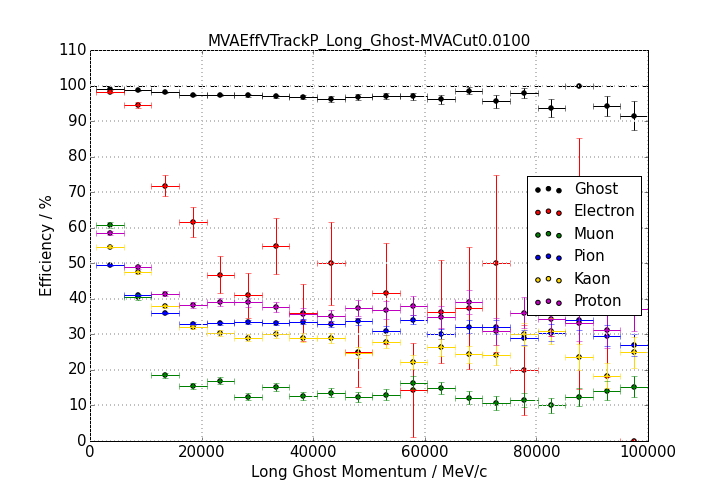 MVAEffVTrackP_Long_Ghost-MVACut0.0100
110
100
90
80
70
60
50
40
30
20
10
0
Efficiency / %
Ghost
Electron
Muon
Pion
Kaon
Proton
0 20000 40000 60000 80000 100000
Long Ghost Momentum / MeV/c